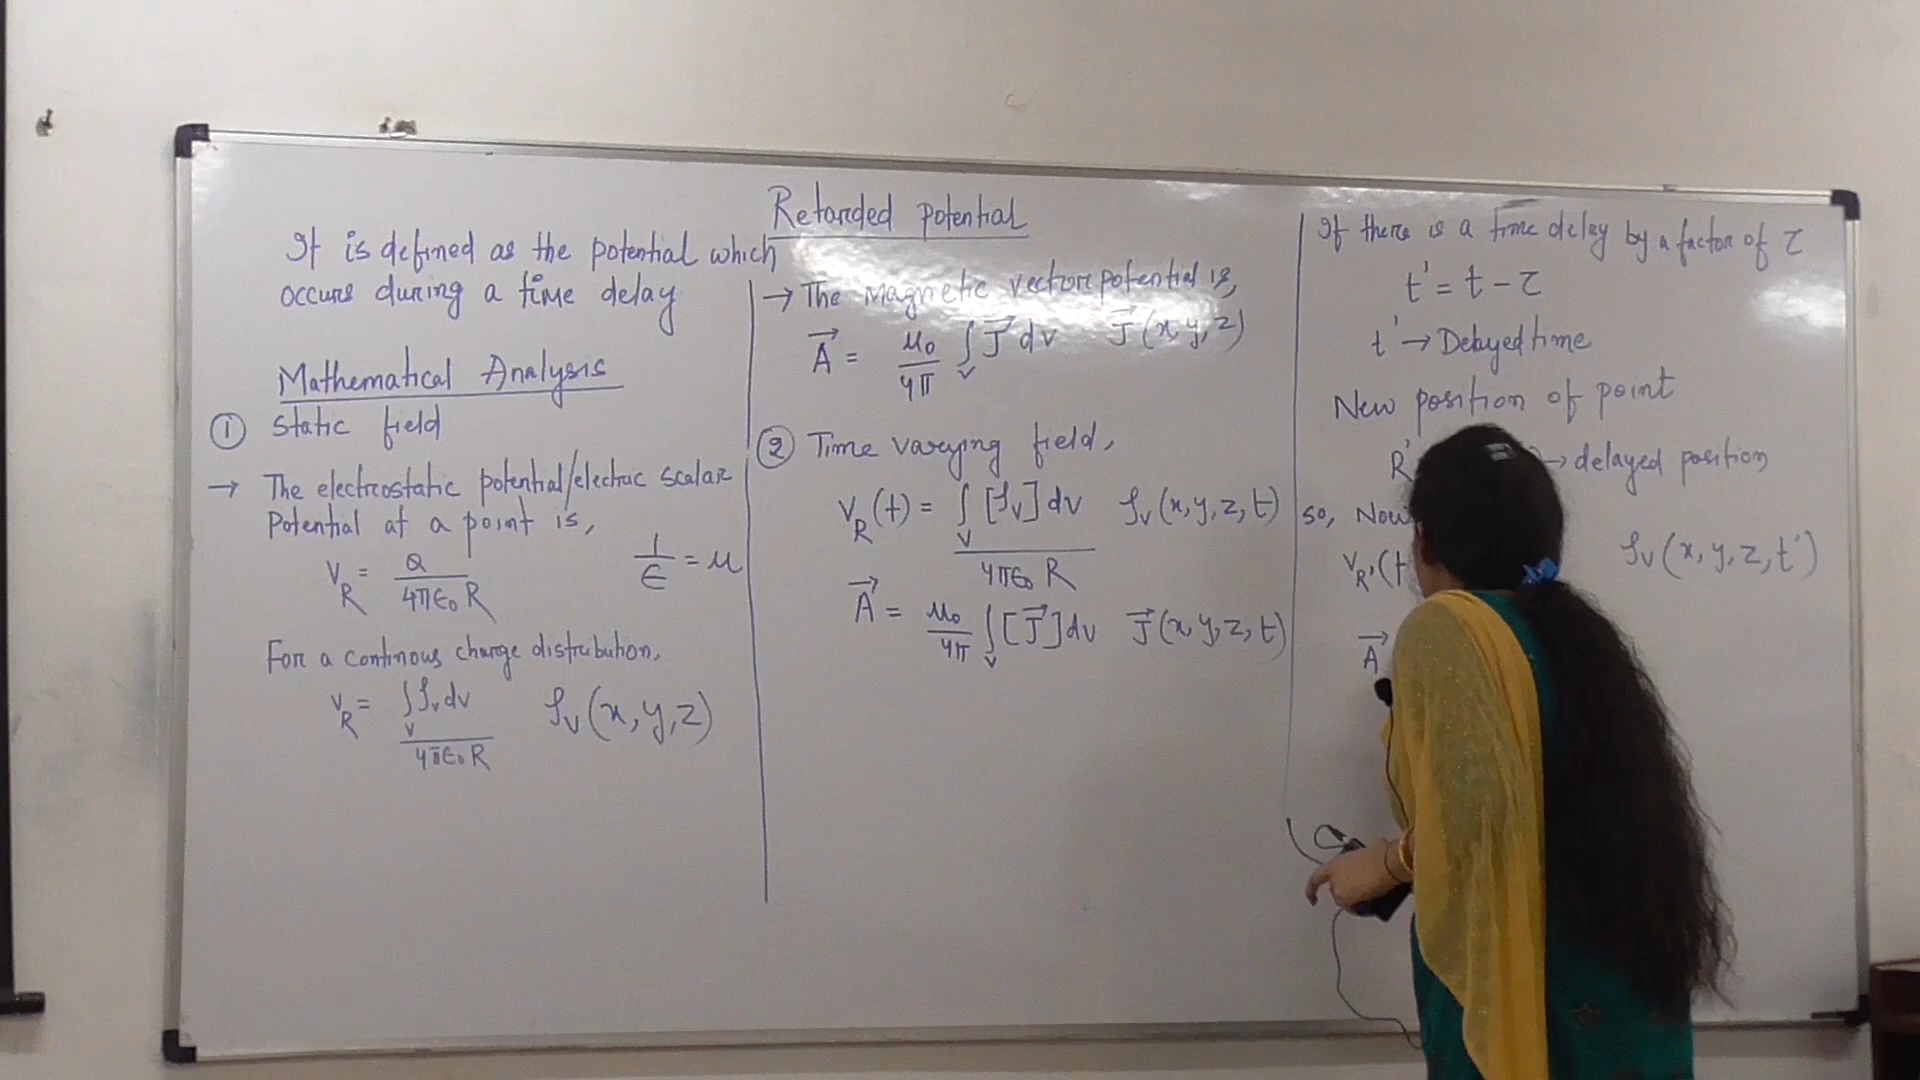 Retarded potential
It is defined as the potential which
occurs during a time delay
Mathematical Analysis
① Static field
→ The electrostatic potential/electric scalar
Potential at a point is,
V_R = Q / 4πε₀R
1/ε = μ
For a continous charge distribution,
V_R = ∫_v ρ_v dv / 4πε₀R    ρ_v(x,y,z)
→ The Magnetic vector potential is,
A⃗ = μ₀/4π ∫_v J⃗ dv    J⃗(x,y,z)
② Time varying field,
V_R(t) = ∫_v [ρ_v] dv / 4πε₀R    ρ_v(x,y,z,t)
A⃗ = μ₀/4π ∫_v [J⃗] dv    J⃗(x,y,z,t)
If there is a time delay by a factor of τ
t' = t - τ
t' → Delayed time
New position of point
R' → delayed position
so, Now
V_R'(t    ρ_v(x,y,z,t')
A⃗